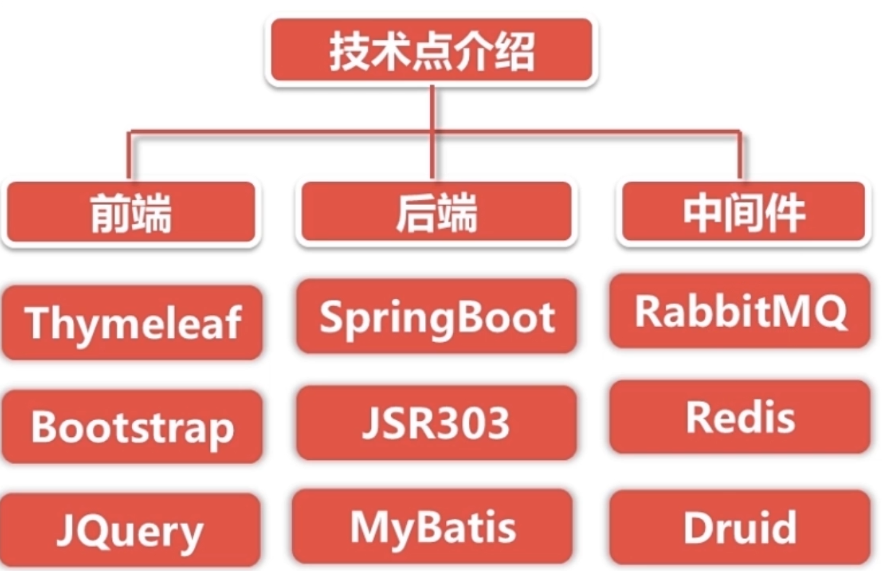 技术点介绍
前端
后端
中间件
Thymeleaf
SpringBoot
RabbitMQ
Bootstrap
JSR303
Redis
JQuery
MyBatis
Druid